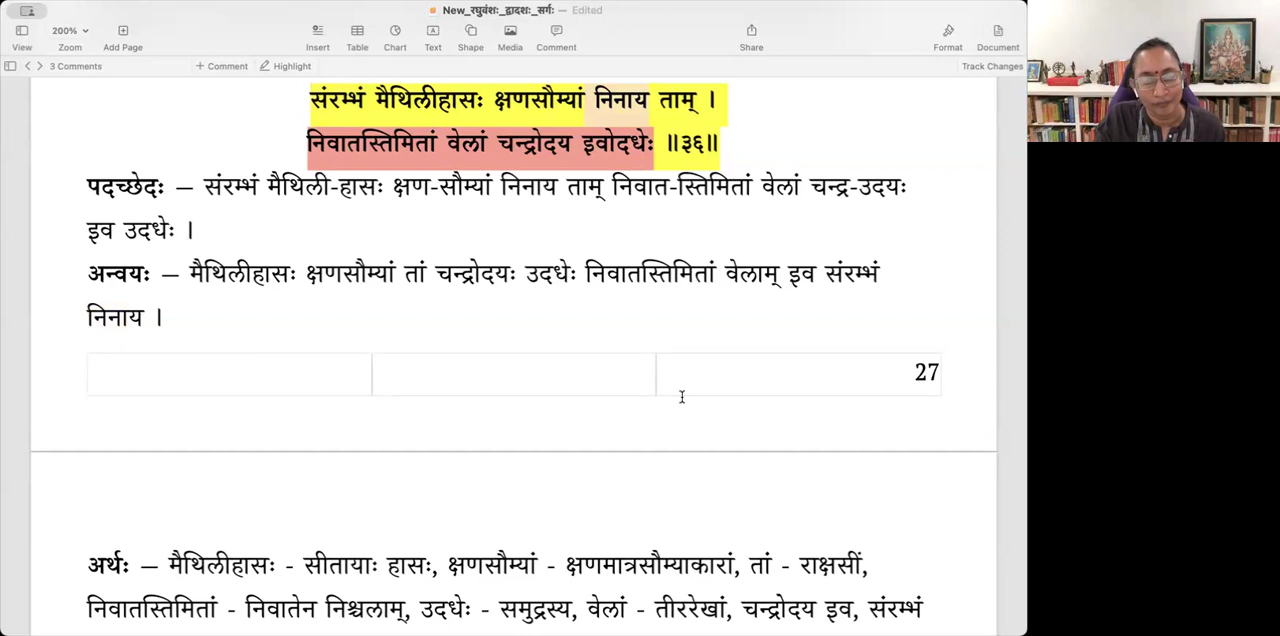 New_रघुवंशः_द्वादशः_सर्गः — Edited
200%
View Zoom Add Page Insert Table Chart Text Shape Media Comment Share Format Document
3 Comments + Comment Highlight Track Changes
संरम्भं मैथिलीहासः क्षणसौम्यां निनाय ताम् ।
निवातस्तिमितां वेलां चन्द्रोदय इवोदधेः ॥३६॥
पदच्छेदः — संरम्भं मैथिली-हासः क्षण-सौम्यां निनाय ताम् निवात-स्तिमितां वेलां चन्द्र-उदयः
इव उदधेः ।
अन्वयः — मैथिलीहासः क्षणसौम्यां तां चन्द्रोदयः उदधेः निवातस्तिमितां वेलाम् इव संरम्भं
निनाय ।
27
अर्थः — मैथिलीहासः - सीतायाः हासः, क्षणसौम्यां - क्षणमात्रसौम्याकारां, तां - राक्षसीं,
निवातस्तिमितां - निवातेन निश्चलाम्, उदधेः - समुद्रस्य, वेलां - तीररेखां, चन्द्रोदय इव, संरम्भं